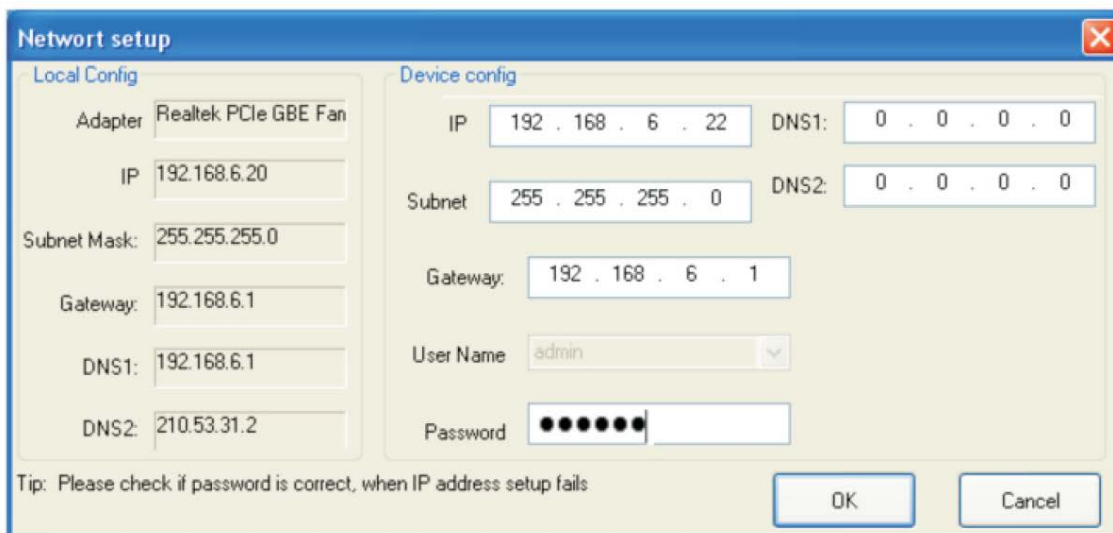 Networt setup
Local Config
Adapter Realtek PCIe GBE Fan
IP 192.168.6.20
Subnet Mask: 255.255.255.0
Gateway: 192.168.6.1
DNS1: 192.168.6.1
DNS2: 210.53.31.2
Device config
IP 192 . 168 . 6 . 22 DNS1: 0 . 0 . 0 . 0
Subnet 255 . 255 . 255 . 0 DNS2: 0 . 0 . 0 . 0
Gateway: 192 . 168 . 6 . 1
User Name admin
Password ●●●●●●
Tip: Please check if password is correct, when IP address setup fails
OK Cancel